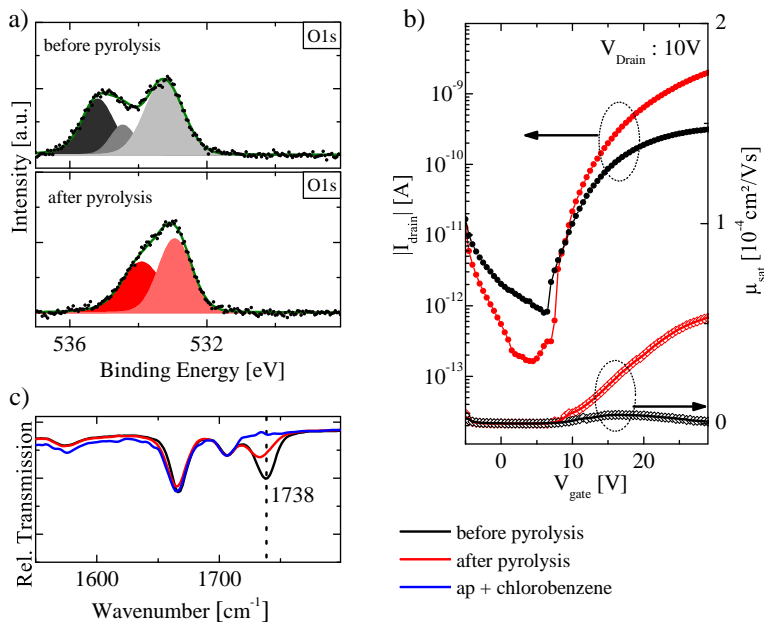 a)
before pyrolysis
O1s
after pyrolysis
O1s
Intensity [a.u.]
536
532
Binding Energy [eV]
b)
V_Drain : 10V
10^-9
10^-10
10^-11
10^-12
10^-13
|I_drain| [A]
2
1
0
μ_sat [10^-4 cm²/Vs]
0
10
20
V_gate [V]
c)
1738
Rel. Transmission
1600
1700
Wavenumber [cm^-1]
before pyrolysis
after pyrolysis
ap + chlorobenzene